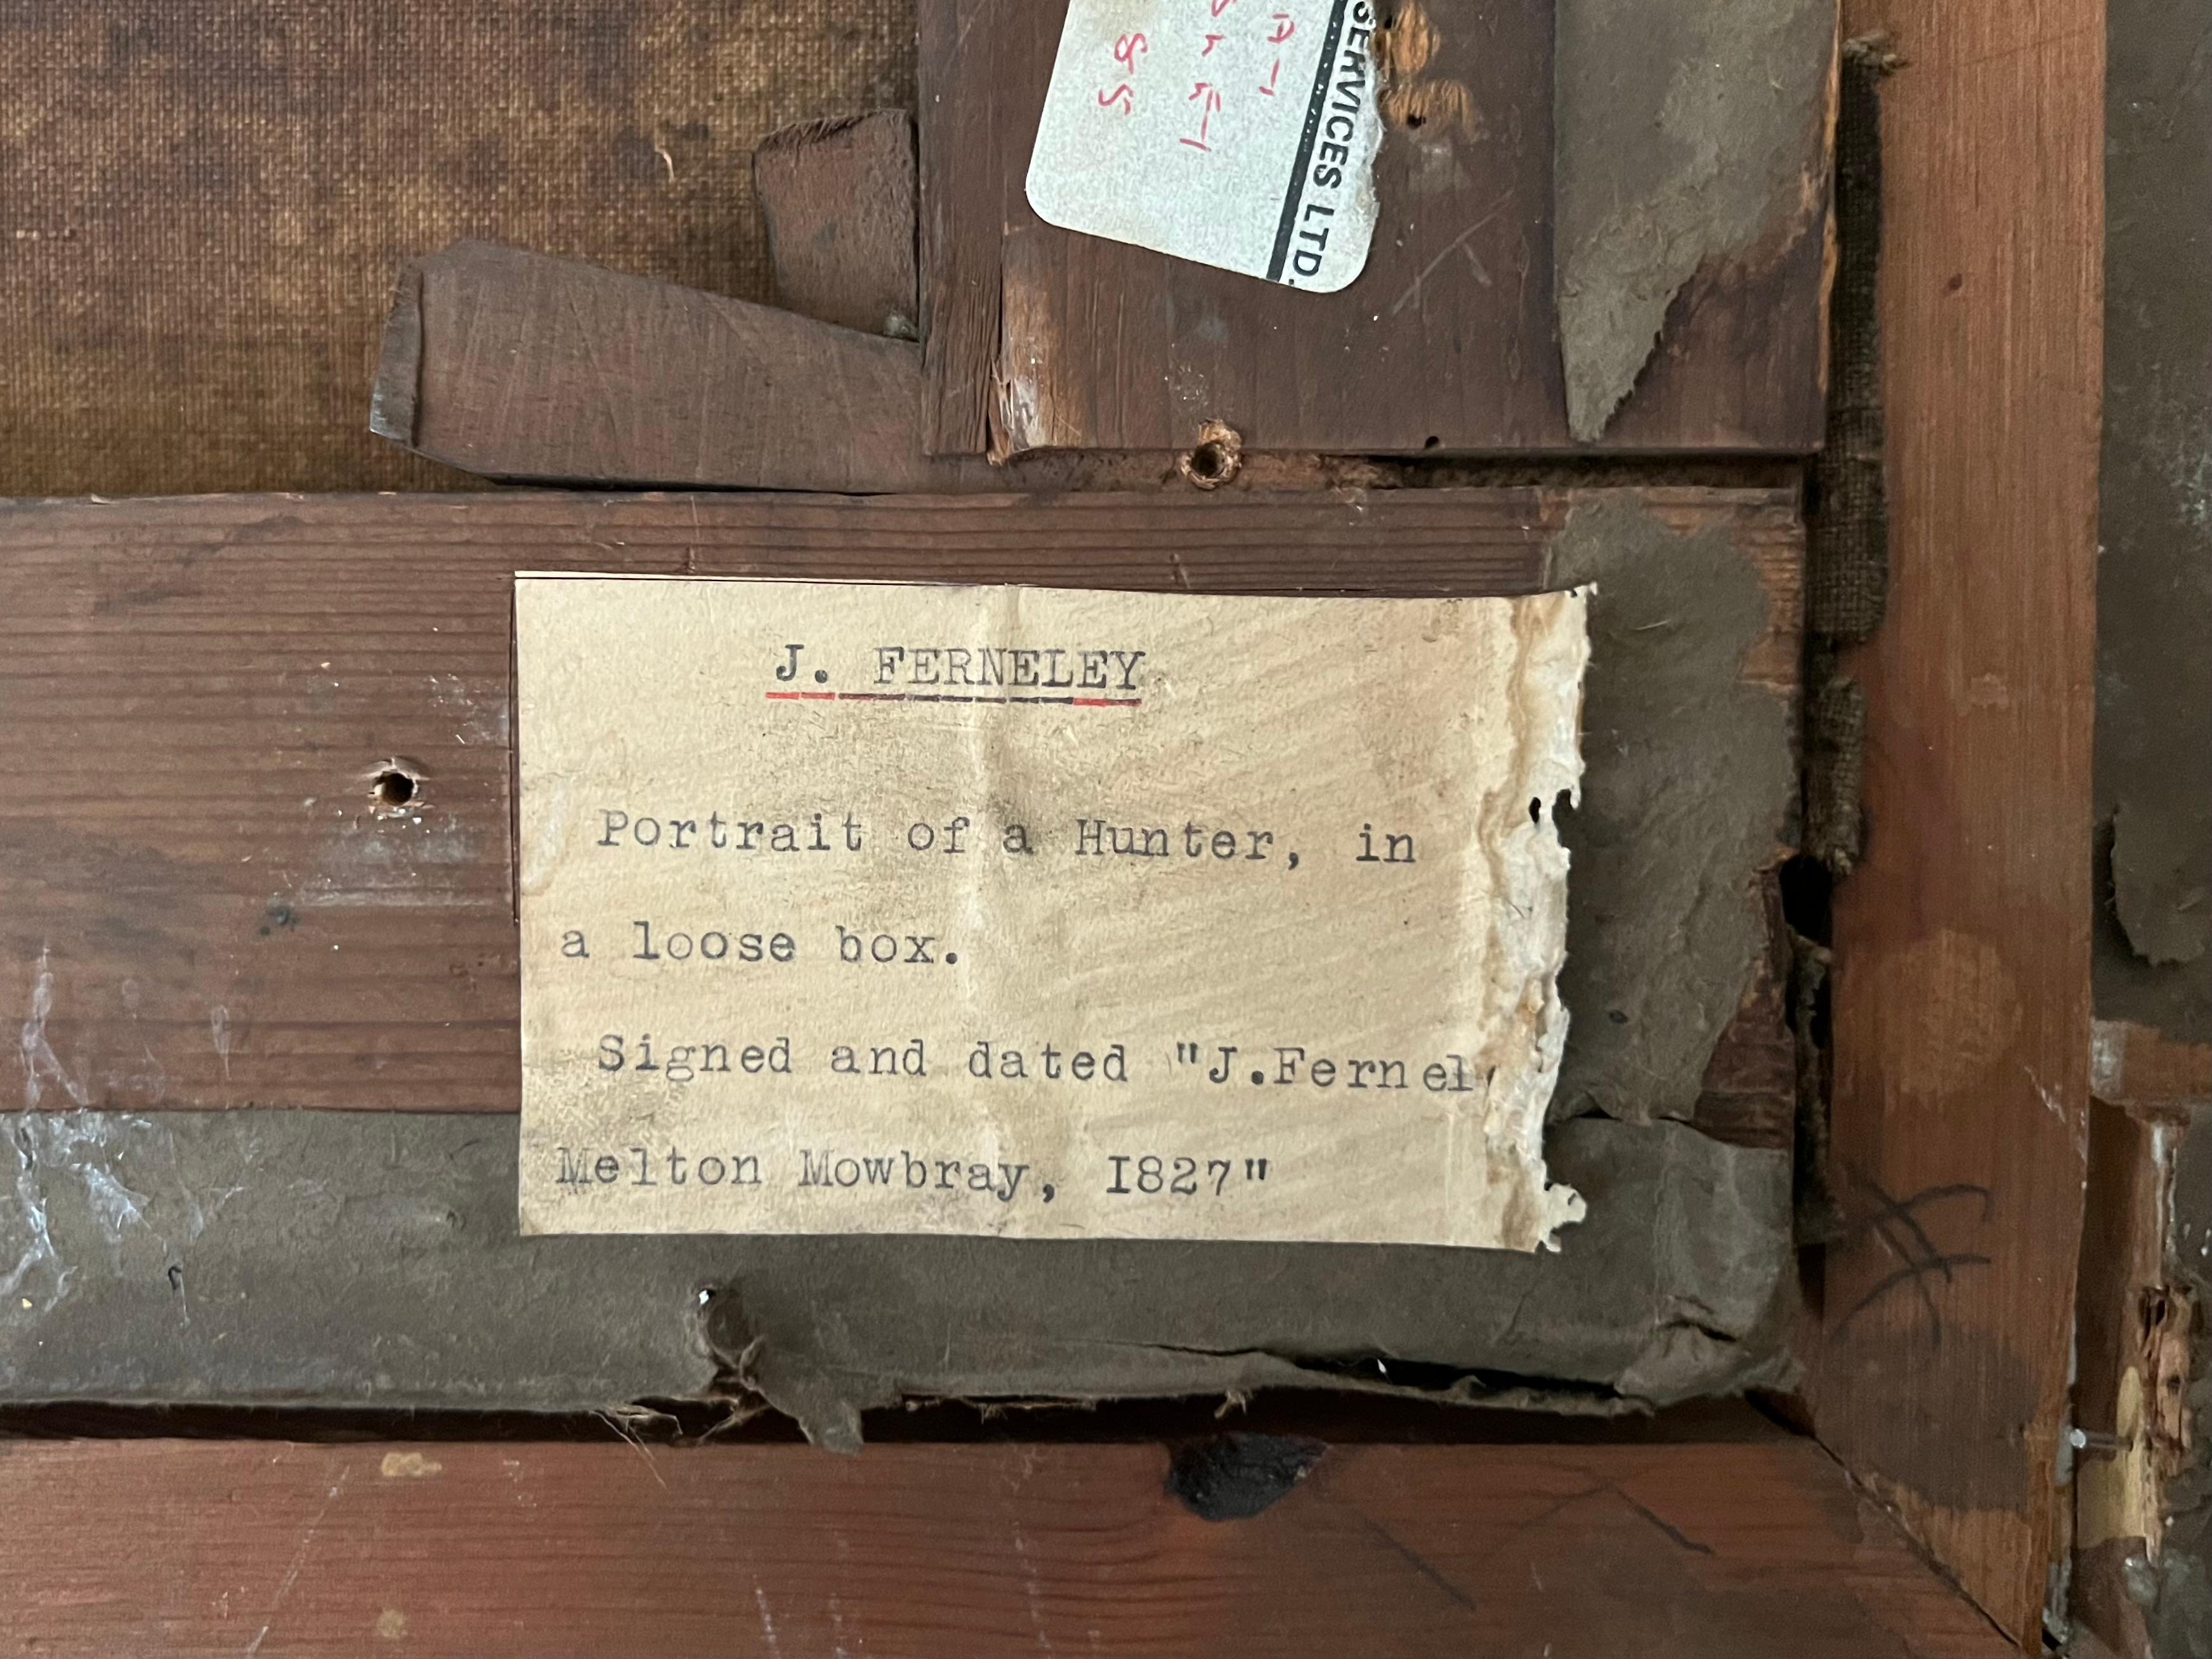 SERVICES LTD.
J. FERNELEY
Portrait of a Hunter, in
a loose box.
Signed and dated "J.Fernel
Melton Mowbray, I827"